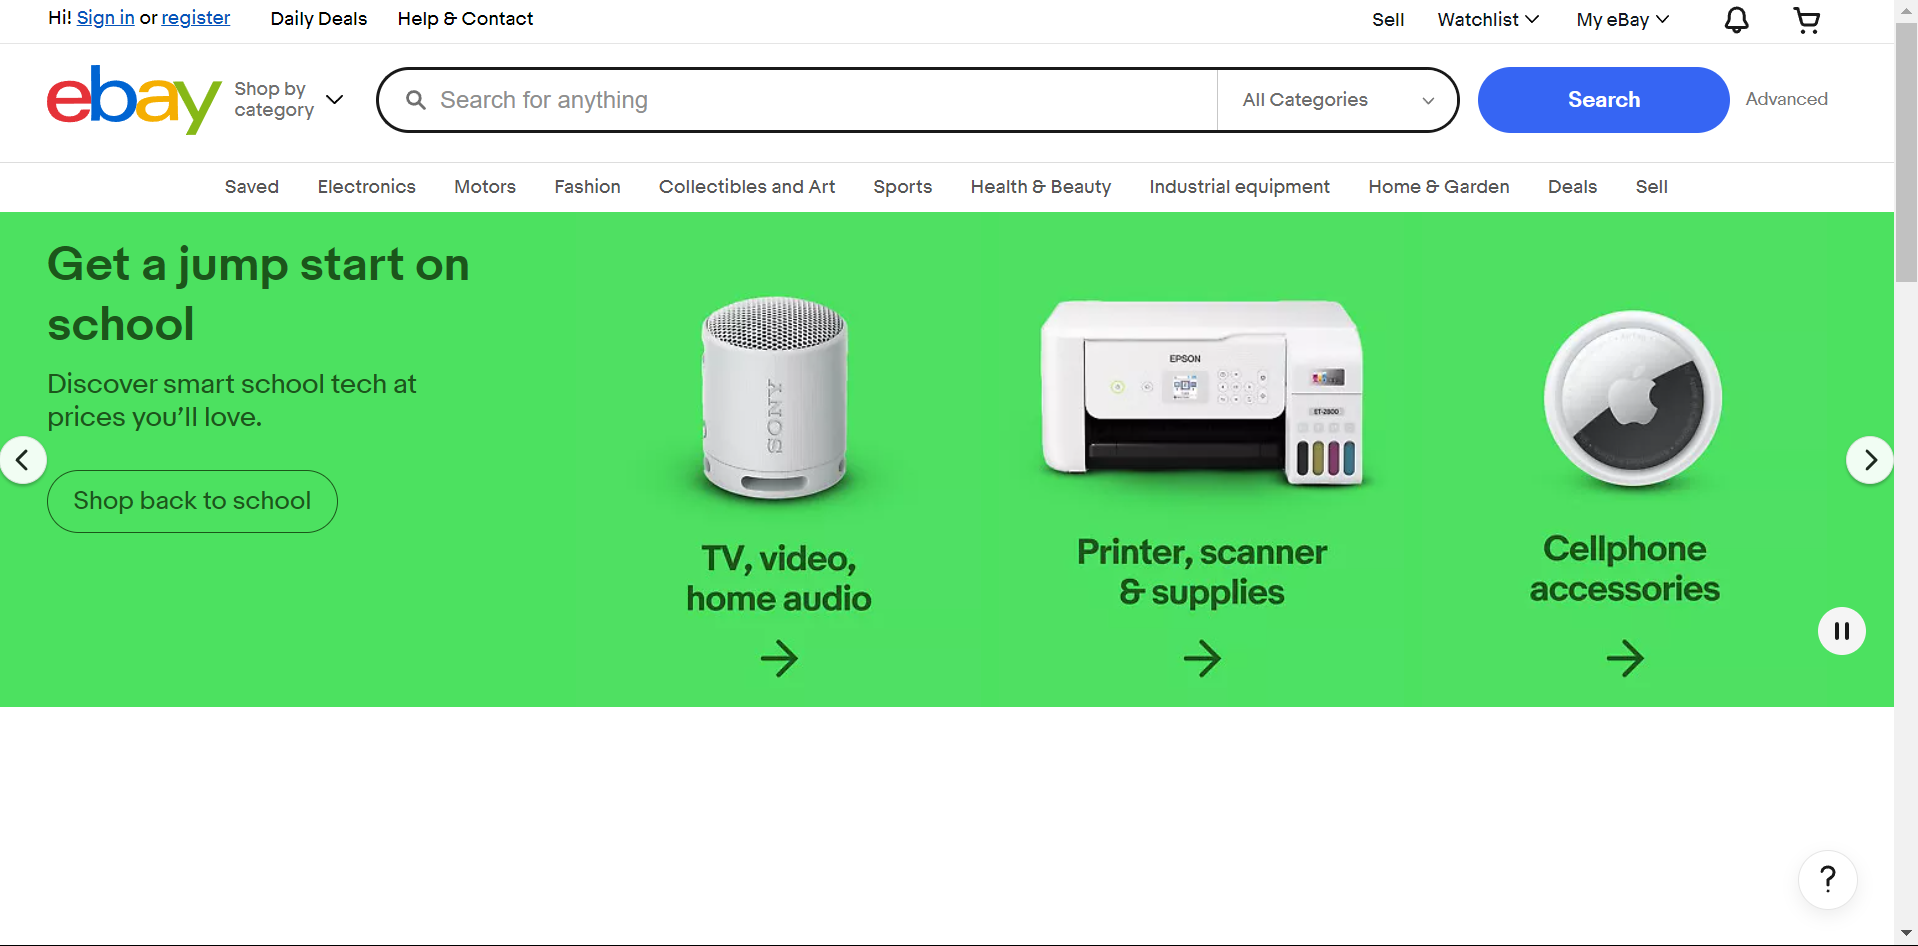 Hi! Sign in or register
Daily Deals
Help & Contact
Sell
Watchlist
My eBay
ebay
Shop by
category
Search for anything
All Categories
Search
Advanced
Saved
Electronics
Motors
Fashion
Collectibles and Art
Sports
Health & Beauty
Industrial equipment
Home & Garden
Deals
Sell
Get a jump start on
school
Discover smart school tech at
prices you’ll love.
Shop back to school
SONY
TV, video,
home audio
EPSON
ET-2800
Printer, scanner
& supplies
Cellphone
accessories
?